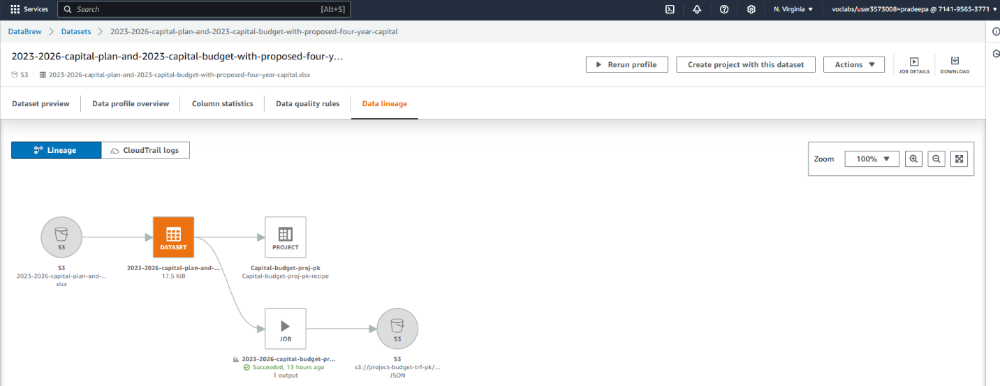 Services Search [Alt+S] N. Virginia voclabs/user3573008=pradeepa @ 7141-9565-3771
DataBrew Datasets 2023-2026-capital-plan-and-2023-capital-budget-with-proposed-four-year-capital
2023-2026-capital-plan-and-2023-capital-budget-with-proposed-four-y...
S3 2023-2026-capital-plan-and-2023-capital-budget-with-proposed-four-year-capital.xlsx
Rerun profile Create project with this dataset Actions JOB DETAILS DOWNLOAD
Dataset preview Data profile overview Column statistics Data quality rules Data lineage
Lineage CloudTrail logs
Zoom 100%
S3 DATASET PROJECT
S3 2023-2026-capital-plan-and-... Capital-budget-proj-pk
2023-2026-capital-plan-and-... 17.5 KiB Capital-budget-proj-pk-recipe
xlsx
JOB S3
2023-2026-capital-budget-pr... S3
Succeeded, 13 hours ago s3://project-budget-trf-pk/...
1 output JSON